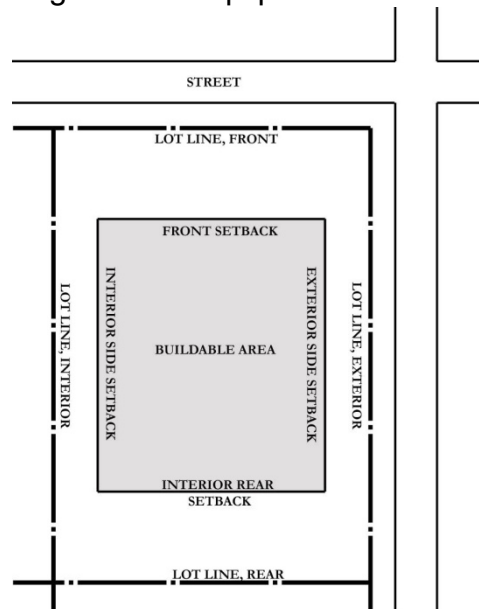 STREET
LOT LINE, FRONT
FRONT SETBACK
LOT LINE, INTERIOR
INTERIOR SIDE SETBACK
BUILDABLE AREA
EXTERIOR SIDE SETBACK
LOT LINE, EXTERIOR
INTERIOR REAR
SETBACK
LOT LINE, REAR